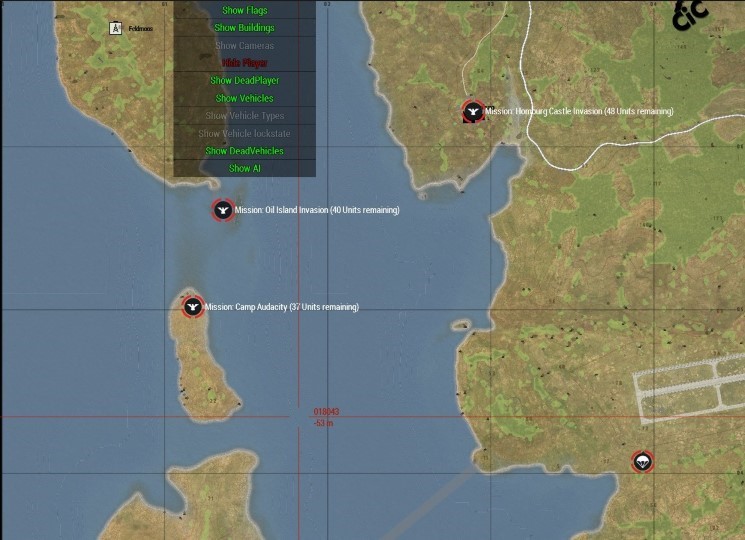 Show Flags
Show Buildings
Show Cameras
Hide Player
Show DeadPlayer
Show Vehicles
Show Vehicle Types
Show Vehicle lockstate
Show DeadVehicles
Show AI
Feldmoos
Mission: Homburg Castle Invasion (48 Units remaining)
Mission: Oil Island Invasion (40 Units remaining)
Mission: Camp Audacity (37 Units remaining)
018043
-53 m